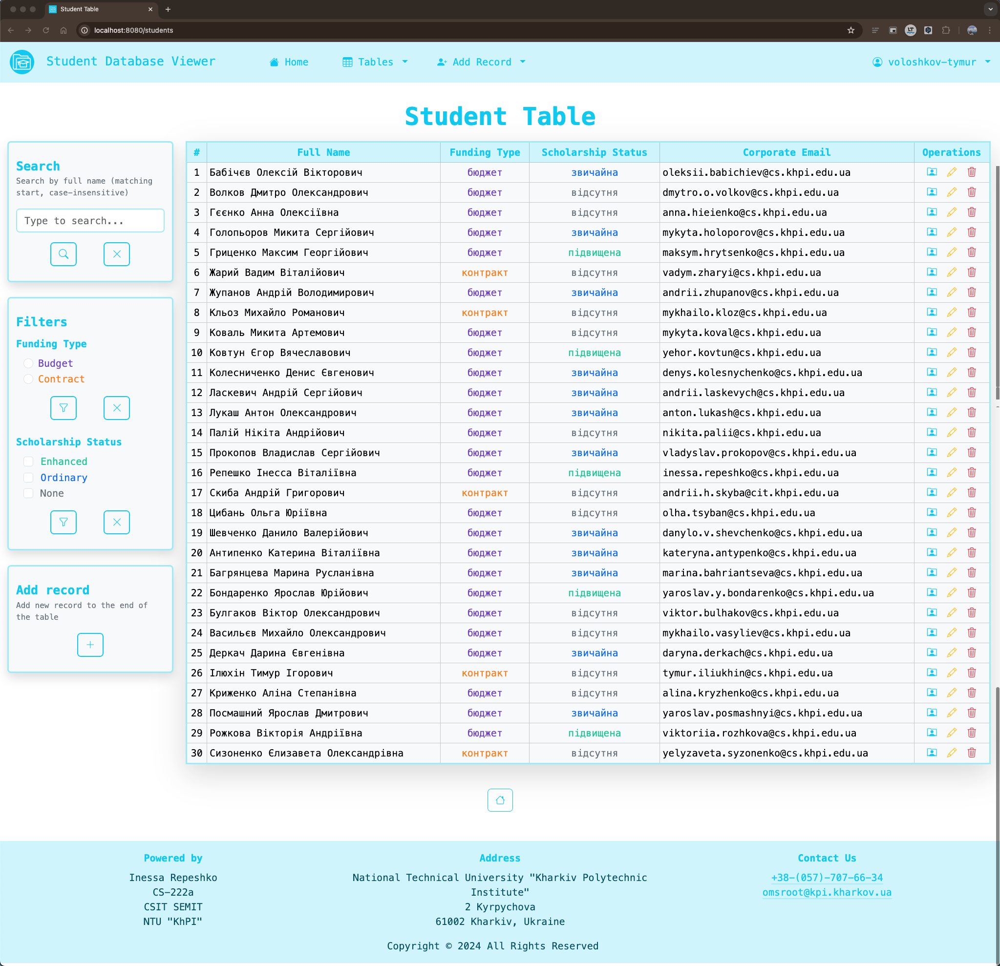 Student Table
localhost:8080/students
Student Database Viewer Home Tables Add Record voloshkov-tymur
Student Table
Search
Search by full name (matching
start, case-insensitive)
Type to search...
Filters
Funding Type
Budget
Contract
Scholarship Status
Enhanced
Ordinary
None
Add record
Add new record to the end of
the table
# Full Name Funding Type Scholarship Status Corporate Email Operations
1 Бабічєв Олексій Вікторович бюджет звичайна oleksii.babichiev@cs.khpi.edu.ua
2 Волков Дмитро Олександрович бюджет відсутня dmytro.o.volkov@cs.khpi.edu.ua
3 Гєєнко Анна Олексіївна бюджет відсутня anna.hieienko@cs.khpi.edu.ua
4 Голопьоров Микита Сергійович бюджет звичайна mykyta.holoporov@cs.khpi.edu.ua
5 Гриценко Максим Георгійович бюджет підвищена maksym.hrytsenko@cs.khpi.edu.ua
6 Жарий Вадим Віталійович контракт відсутня vadym.zharyi@cs.khpi.edu.ua
7 Жупанов Андрій Володимирович бюджет звичайна andrii.zhupanov@cs.khpi.edu.ua
8 Кльоз Михайло Романович контракт відсутня mykhailo.kloz@cs.khpi.edu.ua
9 Коваль Микита Артемович бюджет відсутня mykyta.koval@cs.khpi.edu.ua
10 Ковтун Єгор Вячеславович бюджет підвищена yehor.kovtun@cs.khpi.edu.ua
11 Колесниченко Денис Євгенович бюджет звичайна denys.kolesnychenko@cs.khpi.edu.ua
12 Ласкевич Андрій Сергійович бюджет звичайна andrii.laskevych@cs.khpi.edu.ua
13 Лукаш Антон Олександрович бюджет звичайна anton.lukash@cs.khpi.edu.ua
14 Палій Нікіта Андрійович бюджет відсутня nikita.palii@cs.khpi.edu.ua
15 Прокопов Владислав Сергійович бюджет звичайна vladyslav.prokopov@cs.khpi.edu.ua
16 Репешко Інесса Віталіївна бюджет підвищена inessa.repeshko@cs.khpi.edu.ua
17 Скиба Андрій Григорович контракт відсутня andrii.h.skyba@cit.khpi.edu.ua
18 Цибань Ольга Юріївна бюджет відсутня olha.tsyban@cs.khpi.edu.ua
19 Шевченко Данило Валерійович бюджет звичайна danylo.v.shevchenko@cs.khpi.edu.ua
20 Антипенко Катерина Віталіївна бюджет звичайна kateryna.antypenko@cs.khpi.edu.ua
21 Багрянцева Марина Русланівна бюджет звичайна marina.bahriantseva@cs.khpi.edu.ua
22 Бондаренко Ярослав Юрійович бюджет підвищена yaroslav.y.bondarenko@cs.khpi.edu.ua
23 Булгаков Віктор Олександрович бюджет відсутня viktor.bulhakov@cs.khpi.edu.ua
24 Васильєв Михайло Олександрович бюджет відсутня mykhailo.vasyliev@cs.khpi.edu.ua
25 Деркач Дарина Євгенівна бюджет звичайна daryna.derkach@cs.khpi.edu.ua
26 Ілюхін Тимур Ігорович контракт відсутня tymur.iliukhin@cs.khpi.edu.ua
27 Криженко Аліна Степанівна бюджет відсутня alina.kryzhenko@cs.khpi.edu.ua
28 Посмашний Ярослав Дмитрович бюджет звичайна yaroslav.posmashnyi@cs.khpi.edu.ua
29 Рожкова Вікторія Андріївна бюджет підвищена viktoriia.rozhkova@cs.khpi.edu.ua
30 Сизоненко Єлизавета Олександрівна контракт відсутня yelyzaveta.syzonenko@cs.khpi.edu.ua
Powered by
Inessa Repeshko
CS-222a
CSIT SEMIT
NTU "KhPI"
Address
National Technical University "Kharkiv Polytechnic
Institute"
2 Kyrpychova
61002 Kharkiv, Ukraine
Contact Us
+38-(057)-707-66-34
omsroot@kpi.kharkov.ua
Copyright © 2024 All Rights Reserved